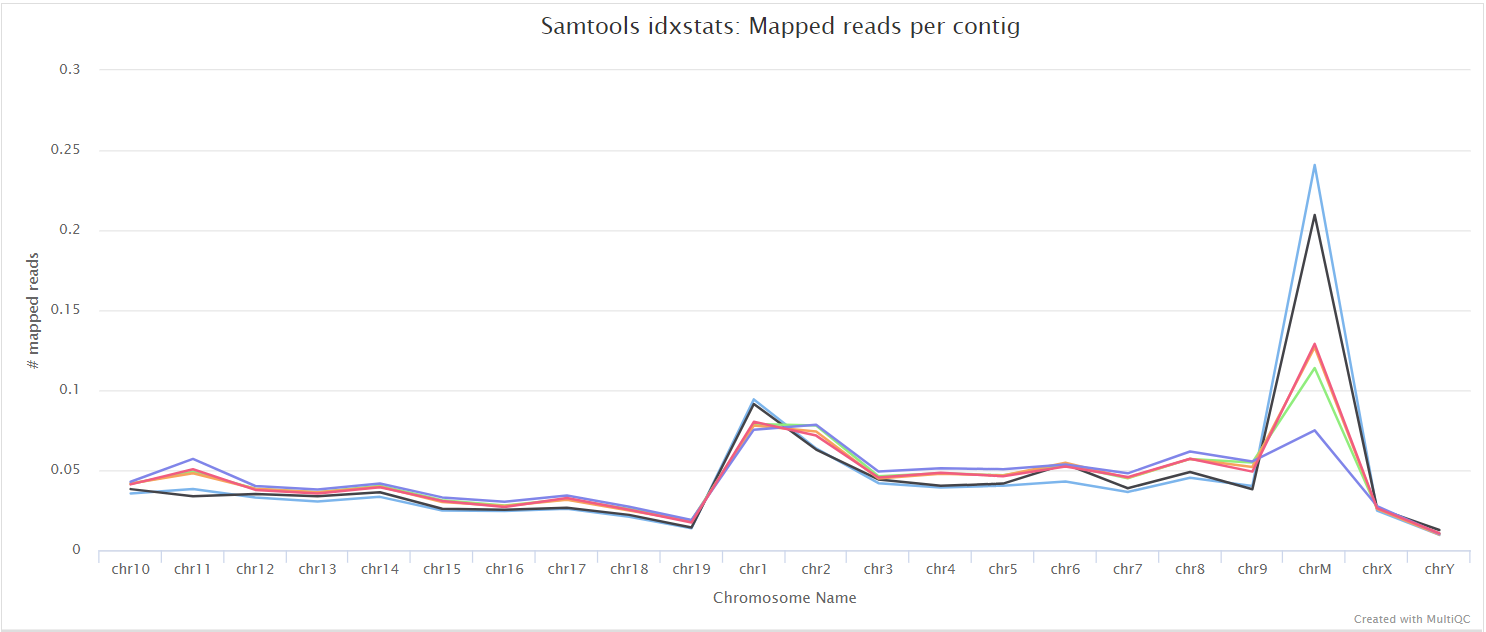 Samtools idxstats: Mapped reads per contig
0.3
0.25
0.2
0.15
0.1
0.05
0
# mapped reads
chr10 chr11 chr12 chr13 chr14 chr15 chr16 chr17 chr18 chr19 chr1 chr2 chr3 chr4 chr5 chr6 chr7 chr8 chr9 chrM chrX chrY
Chromosome Name
Created with MultiQC